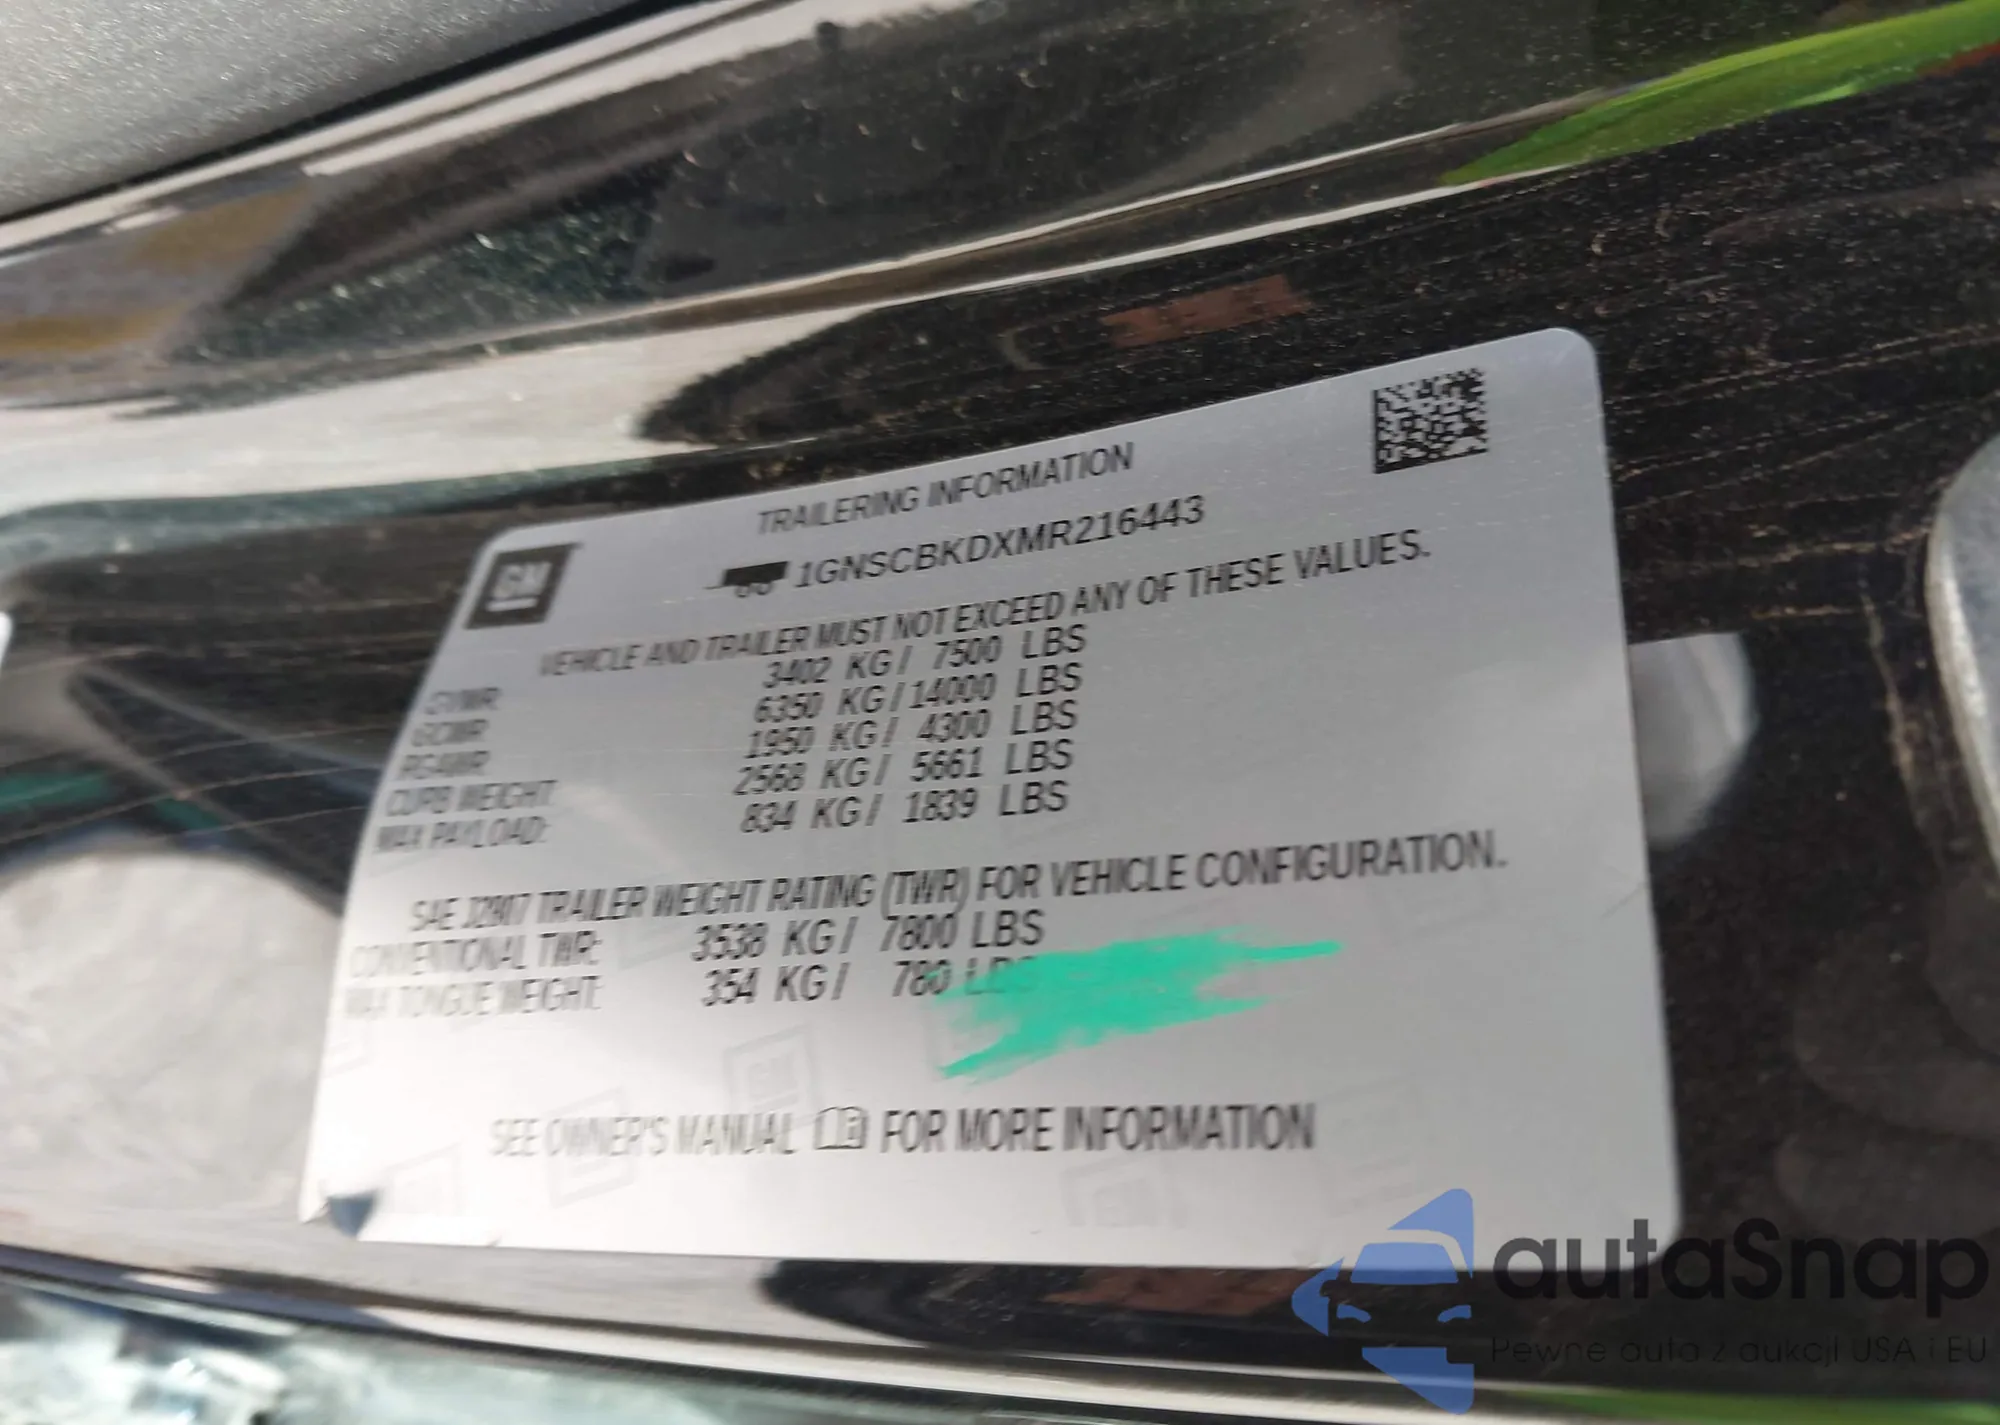 TRAILERING INFORMATION
GM
1GNSCBKDXMR216443
VEHICLE AND TRAILER MUST NOT EXCEED ANY OF THESE VALUES.
GVWR 3402 KG / 7500 LBS
GCWR 6350 KG / 14000 LBS
RGAWR 1950 KG / 4300 LBS
CURB WEIGHT 2568 KG / 5661 LBS
MAX PAYLOAD: 834 KG / 1839 LBS
SAE J2807 TRAILER WEIGHT RATING (TWR) FOR VEHICLE CONFIGURATION.
CONVENTIONAL TWR: 3538 KG / 7800 LBS
MAX TONGUE WEIGHT: 354 KG / 780 LBS
SEE OWNER'S MANUAL FOR MORE INFORMATION
autaSnap
Pewne auta z aukcji USA i EU